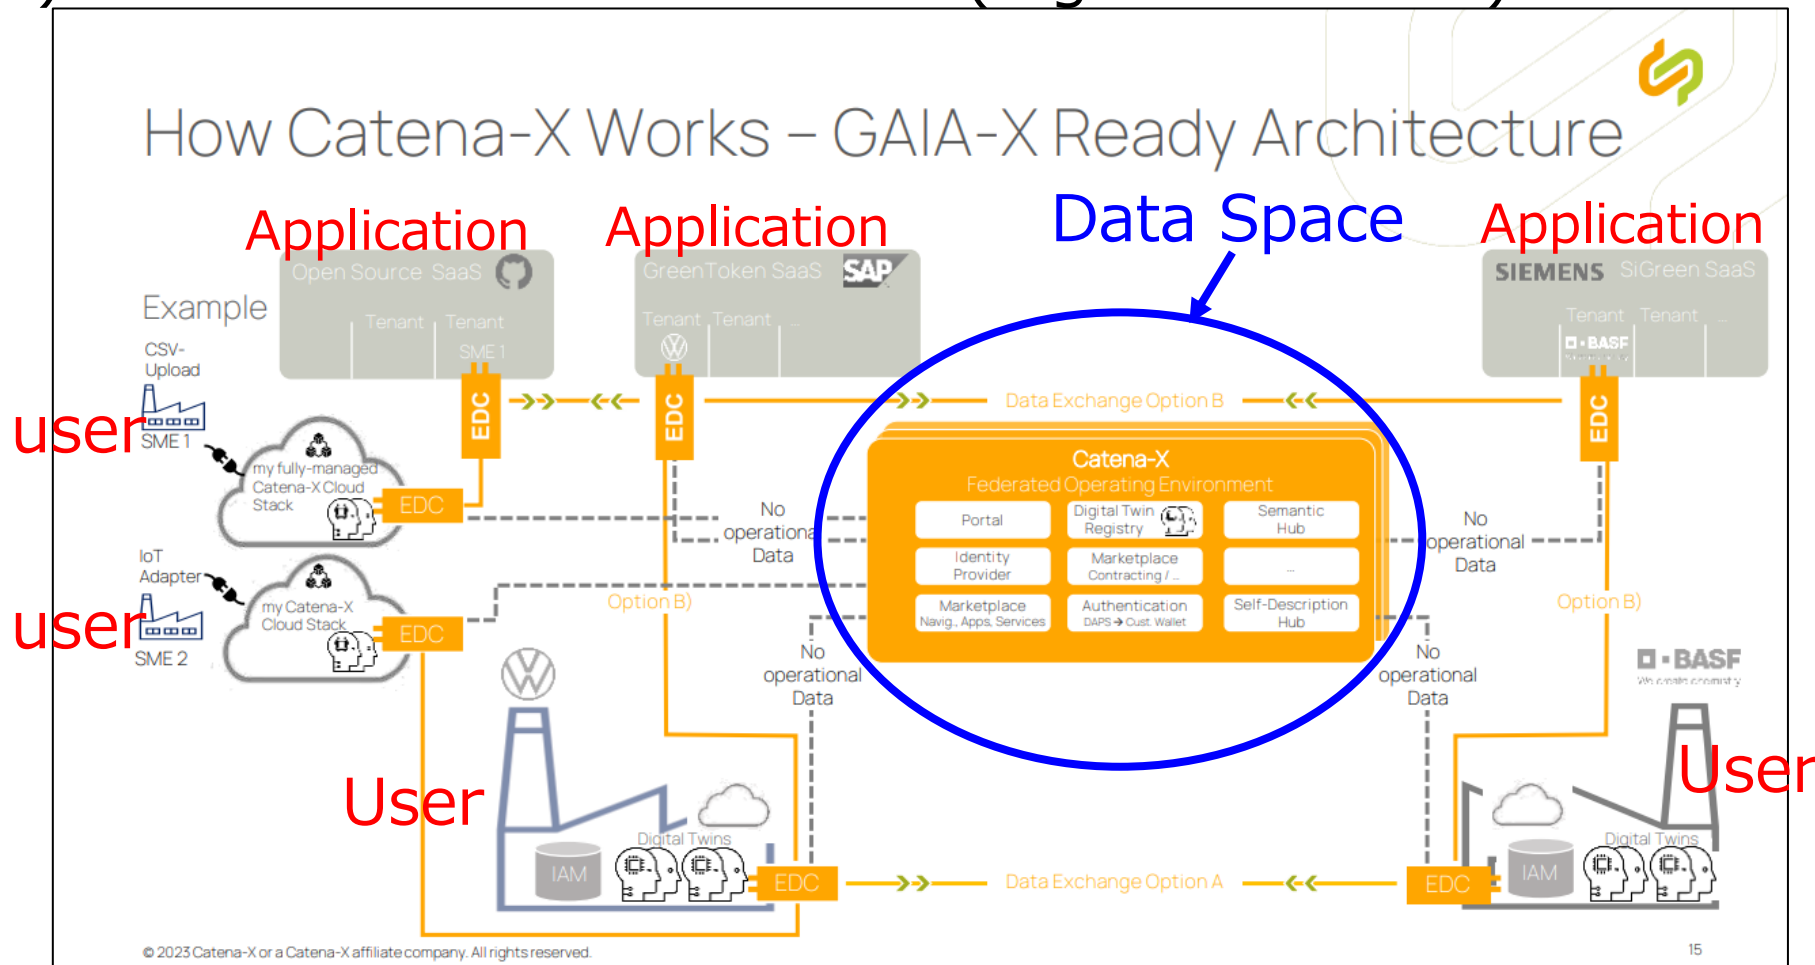 How Catena-X Works – GAIA-X Ready Architecture
Application
Application
Data Space
Application
Open Source SaaS
GreenToken SaaS
SAP
SIEMENS SiGreen SaaS
Example
Tenant Tenant
SME 1
Tenant Tenant ...
Tenant Tenant ...
BASF
CSV-
Upload
user
SME 1
EDC
EDC
Data Exchange Option B
EDC
my fully-managed
Catena-X Cloud
Stack
EDC
Catena-X
Federated Operating Environment
Portal
Digital Twin
Registry
Semantic
Hub
Identity
Provider
Marketplace
Contracting / ...
...
Marketplace
Navig., Apps, Services
Authentication
DAPS → Cust. Wallet
Self-Description
Hub
No
operational
Data
No
operational
Data
IoT
Adapter
user
SME 2
my Catena-X
Cloud Stack
EDC
Option B)
Option B)
No
operational
Data
No
operational
Data
BASF
We create chemistry
User
User
Digital Twins
IAM
EDC
Data Exchange Option A
EDC
IAM
Digital Twins
© 2023 Catena-X or a Catena-X affiliate company. All rights reserved.
15